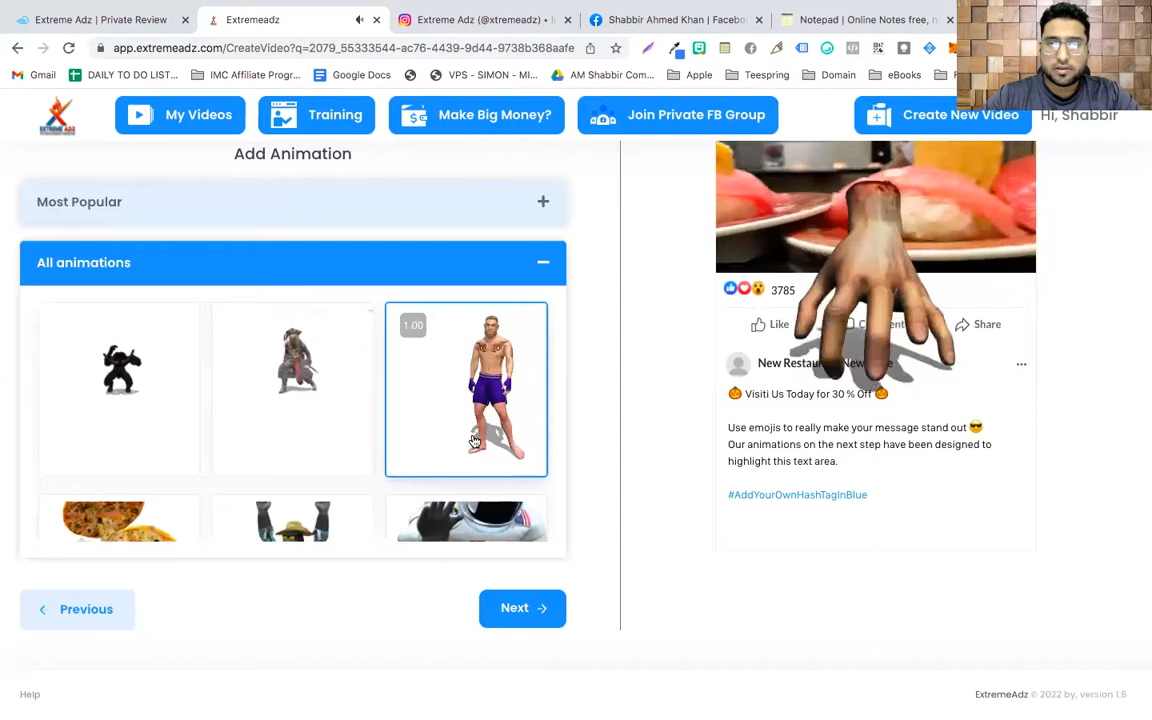 Extreme Adz | Private Review
Extremeadz
Extreme Adz (@xtremeadz) •
Shabbir Ahmed Khan | Facebo
Notepad | Online Notes free, n
app.extremeadz.com/CreateVideo?q=2079_55333544-ac76-4439-9d44-9738b368aafe
Gmail
DAILY TO DO LIST...
IMC Affiliate Progr...
Google Docs
VPS - SIMON - MI...
AM Shabbir Com...
Apple
Teespring
Domain
eBooks
EXTREME ADZ
My Videos
Training
Make Big Money?
Join Private FB Group
Create New Video
Hi, Shabbir
Add Animation
Most Popular
All animations
1.00
Previous
Next
3785
Like
Share
New Restau
🎃 Visiti Us Today for 30 % Off 🎃
Use emojis to really make your message stand out 😎
Our animations on the next step have been designed to
highlight this text area.
#AddYourOwnHashTagInBlue
Help
ExtremeAdz © 2022 by, version 1.6